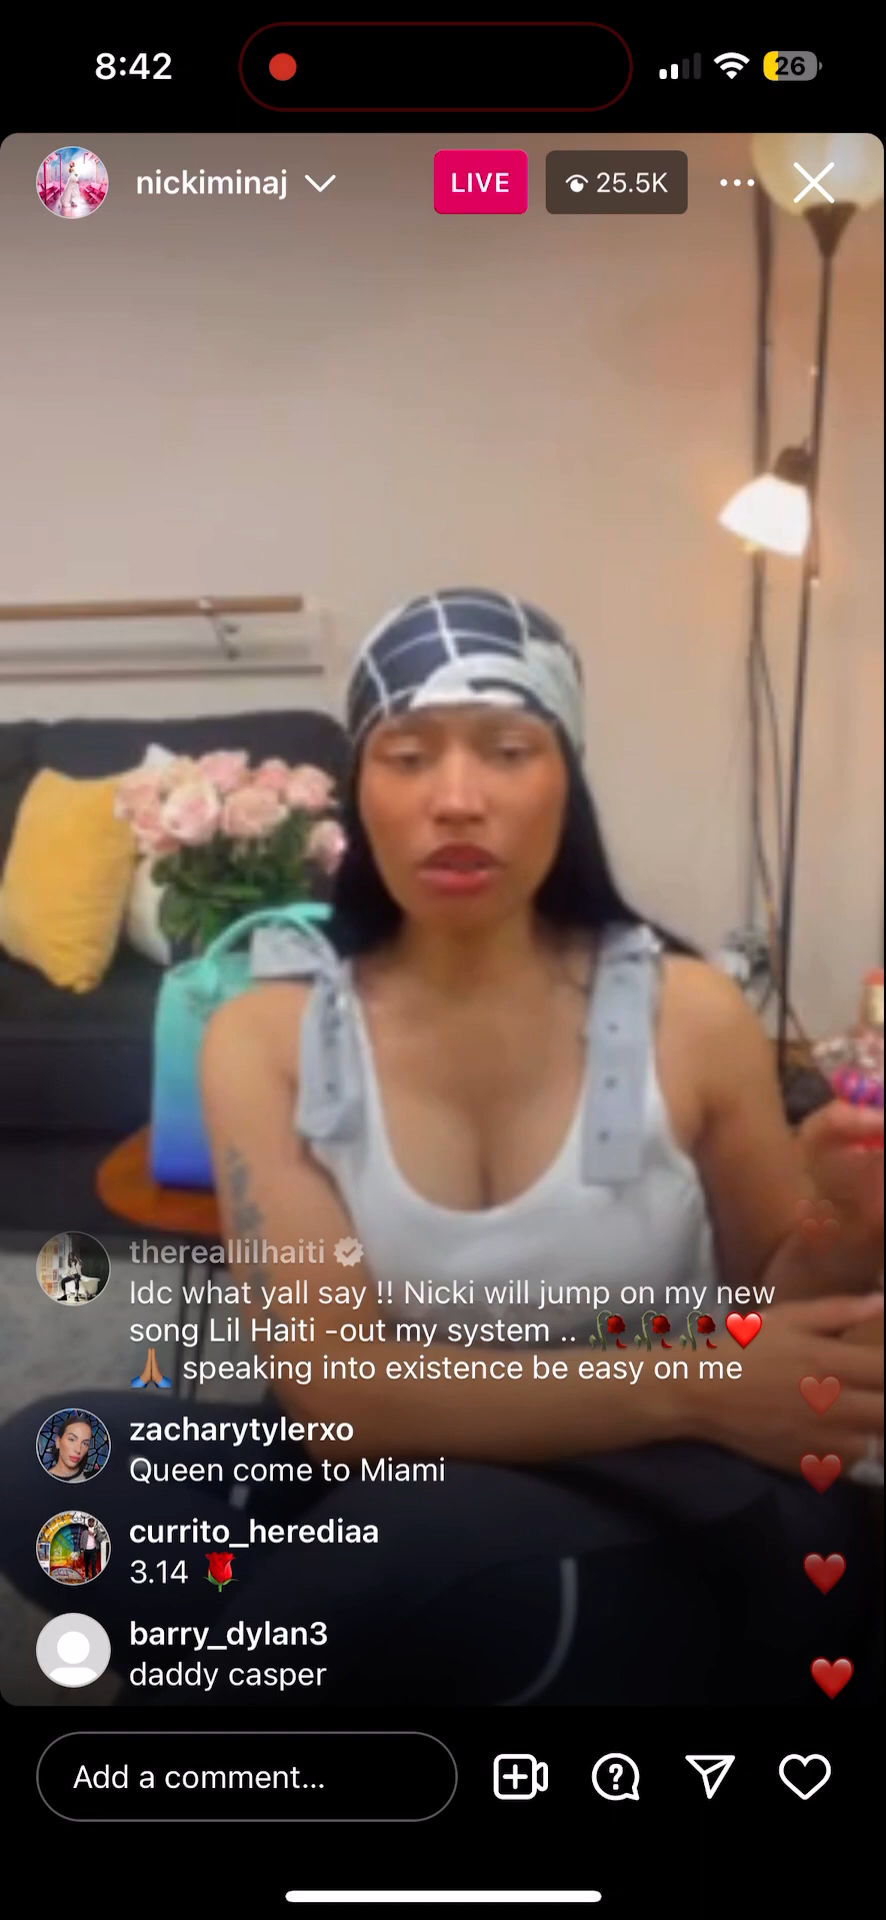 8:42
26
nickiminaj
LIVE
25.5K
thereallilhaiti
Idc what yall say !! Nicki will jump on my new
song Lil Haiti -out my system .. 🥀🥀🥀❤️
🙏🏽 speaking into existence be easy on me
zacharytylerxo
Queen come to Miami
currito_herediaa
3.14 🌹
barry_dylan3
daddy casper
Add a comment...